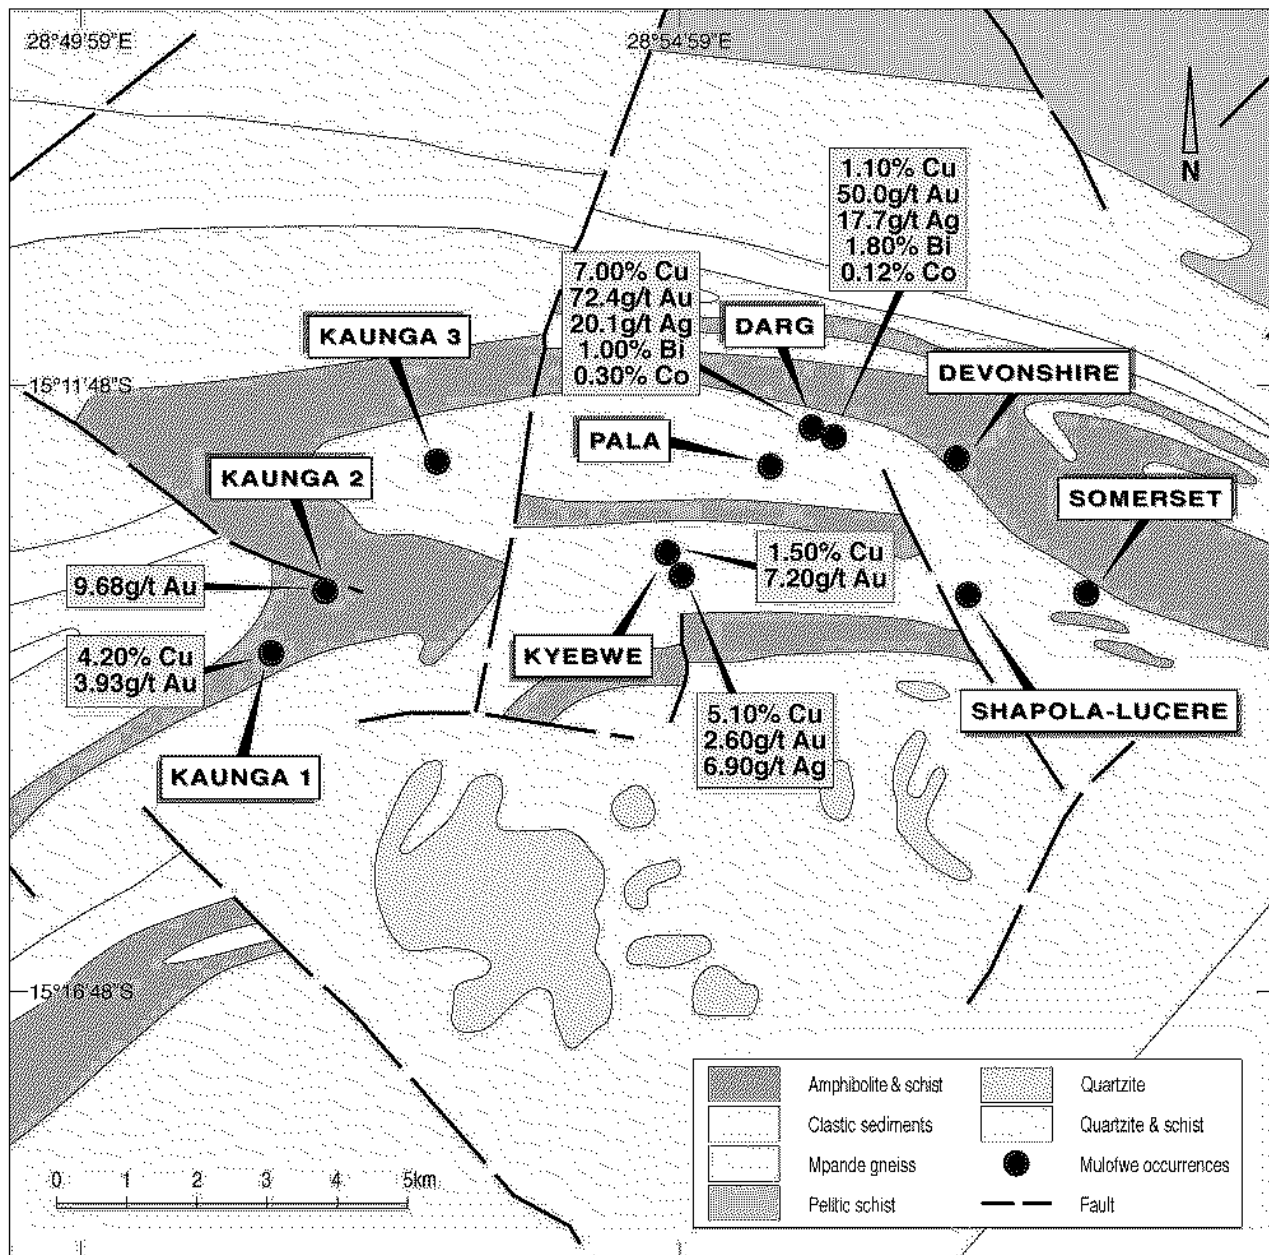 28°49'59"E
28°54'59"E
N
1.10% Cu
50.0g/t Au
17.7g/t Ag
1.80% Bi
0.12% Co
7.00% Cu
72.4g/t Au
20.1g/t Ag
1.00% Bi
0.30% Co
KAUNGA 3
DARG
DEVONSHIRE
15°11'48"S
PALA
KAUNGA 2
SOMERSET
9.68g/t Au
1.50% Cu
7.20g/t Au
4.20% Cu
3.93g/t Au
KYEBWE
SHAPOLA-LUCERE
5.10% Cu
2.60g/t Au
6.90g/t Ag
KAUNGA 1
15°16'48"S
Amphibolite & schist
Clastic sediments
Mpande gneiss
Pelitic schist
Quartzite
Quartzite & schist
Mulofwe occurrences
Fault
0 1 2 3 4 5km